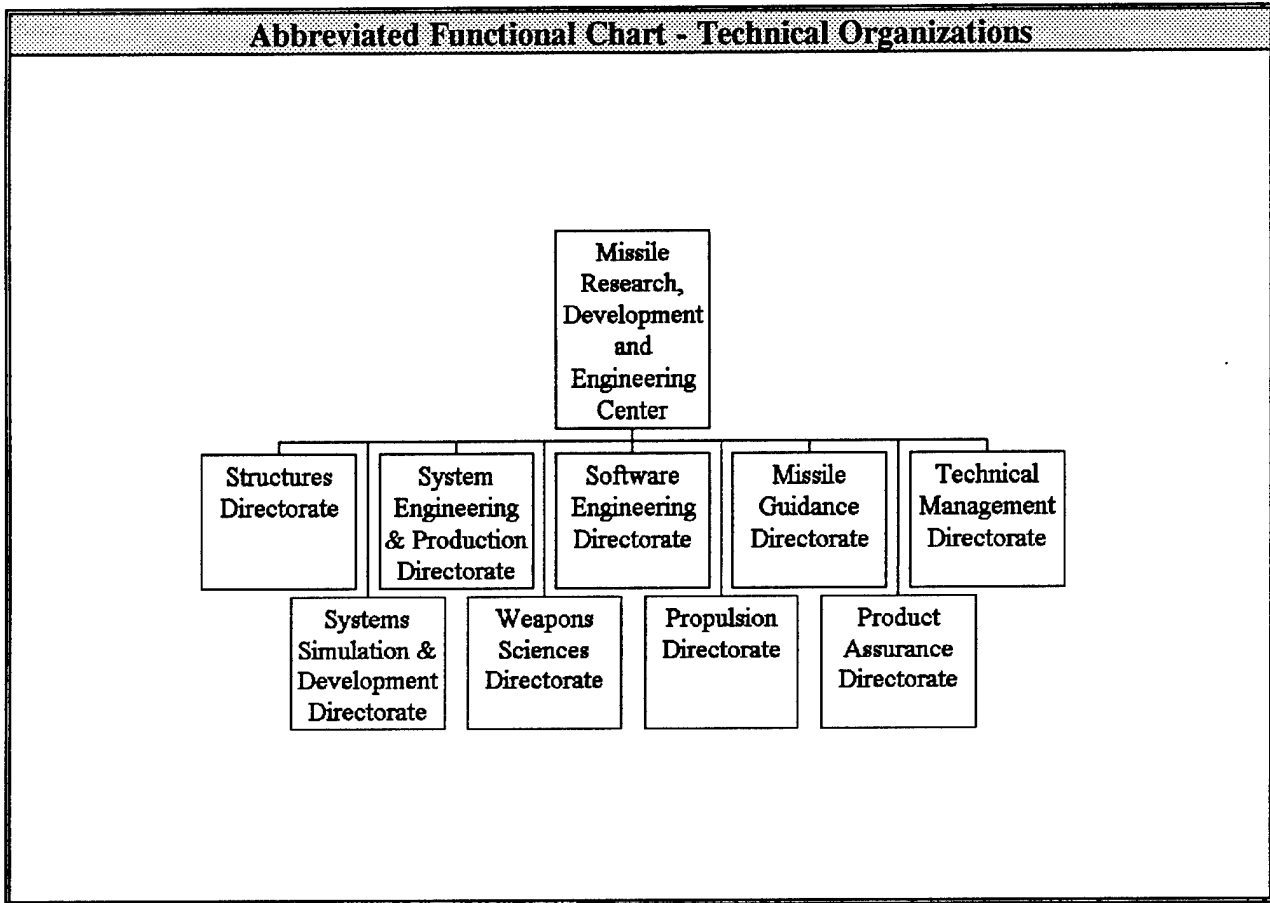 Abbreviated Functional Chart - Technical Organizations
Missile
Research,
Development
and
Engineering
Center
Structures
Directorate
System
Engineering
& Production
Directorate
Software
Engineering
Directorate
Missile
Guidance
Directorate
Technical
Management
Directorate
Systems
Simulation &
Development
Directorate
Weapons
Sciences
Directorate
Propulsion
Directorate
Product
Assurance
Directorate